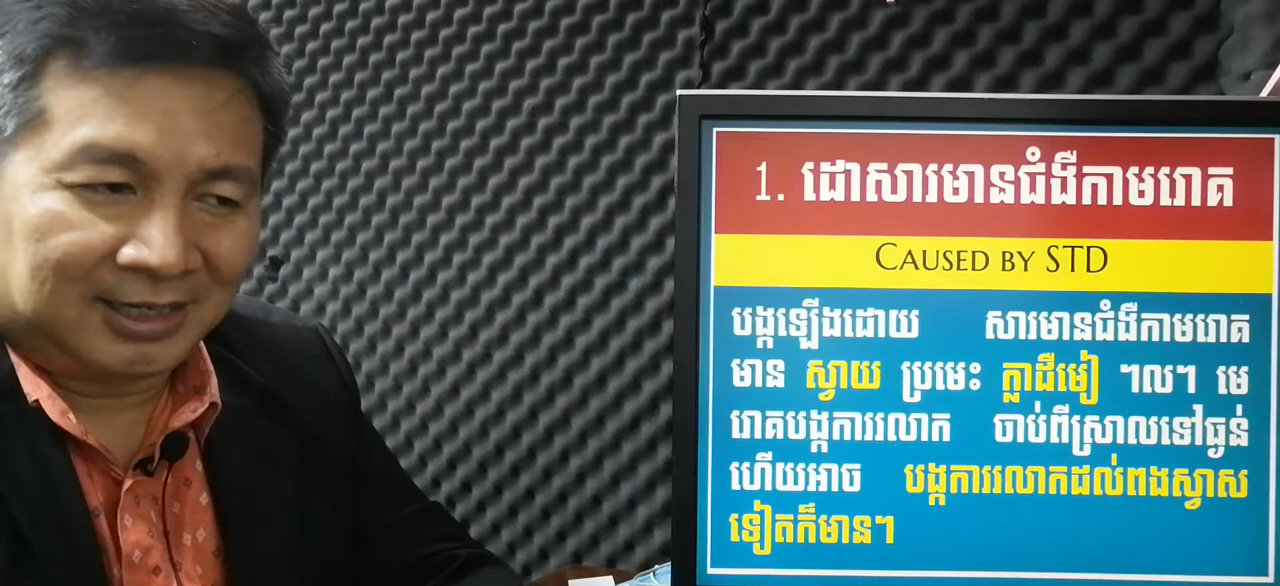 1. ដោសារមានជំងឺកាមរោគ
CAUSED BY STD
បង្កឡើងដោយ សារមានជំងឺកាមរោគ
មាន ស្វាយ ប្រមេះ ក្លាដឺមៀ ។ល។ មេ
រោគបង្កការរលាក ចាប់ពីស្រាលទៅធ្ងន់
ហើយអាច បង្កការរលាកដល់ពងស្វាស
ទៀតក៏មាន។